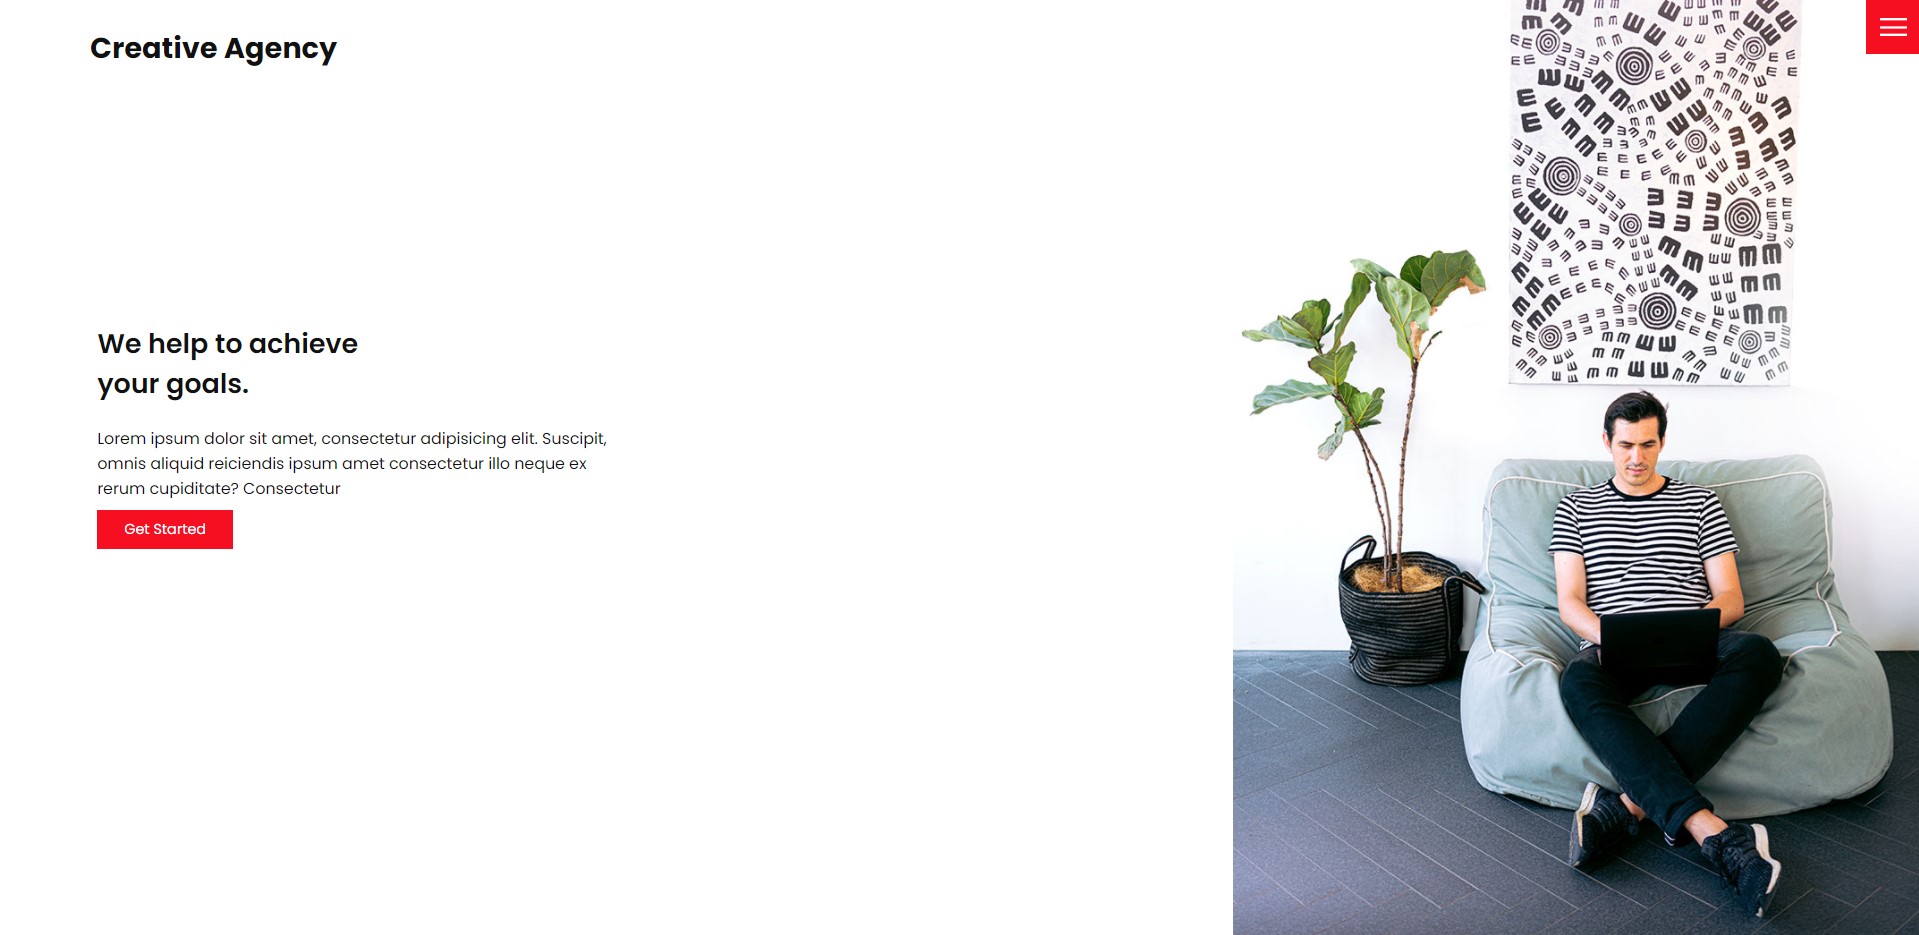 Creative Agency
We help to achieve
your goals.
Lorem ipsum dolor sit amet, consectetur adipisicing elit. Suscipit,
omnis aliquid reiciendis ipsum amet consectetur illo neque ex
rerum cupiditate? Consectetur
Get Started